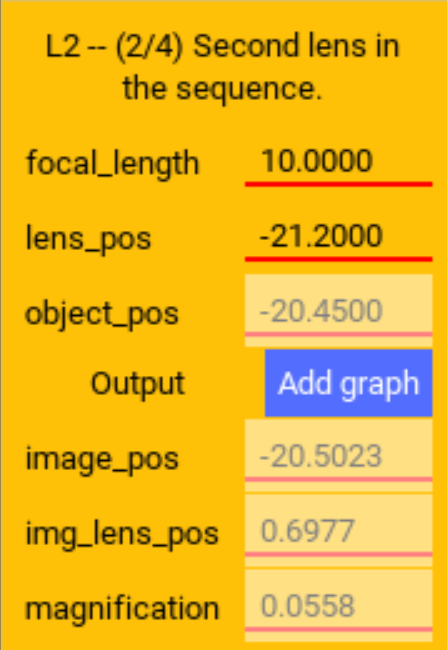 L2 -- (2/4) Second lens in
the sequence.
focal_length 10.0000
lens_pos -21.2000
object_pos -20.4500
Output Add graph
image_pos -20.5023
img_lens_pos 0.6977
magnification 0.0558